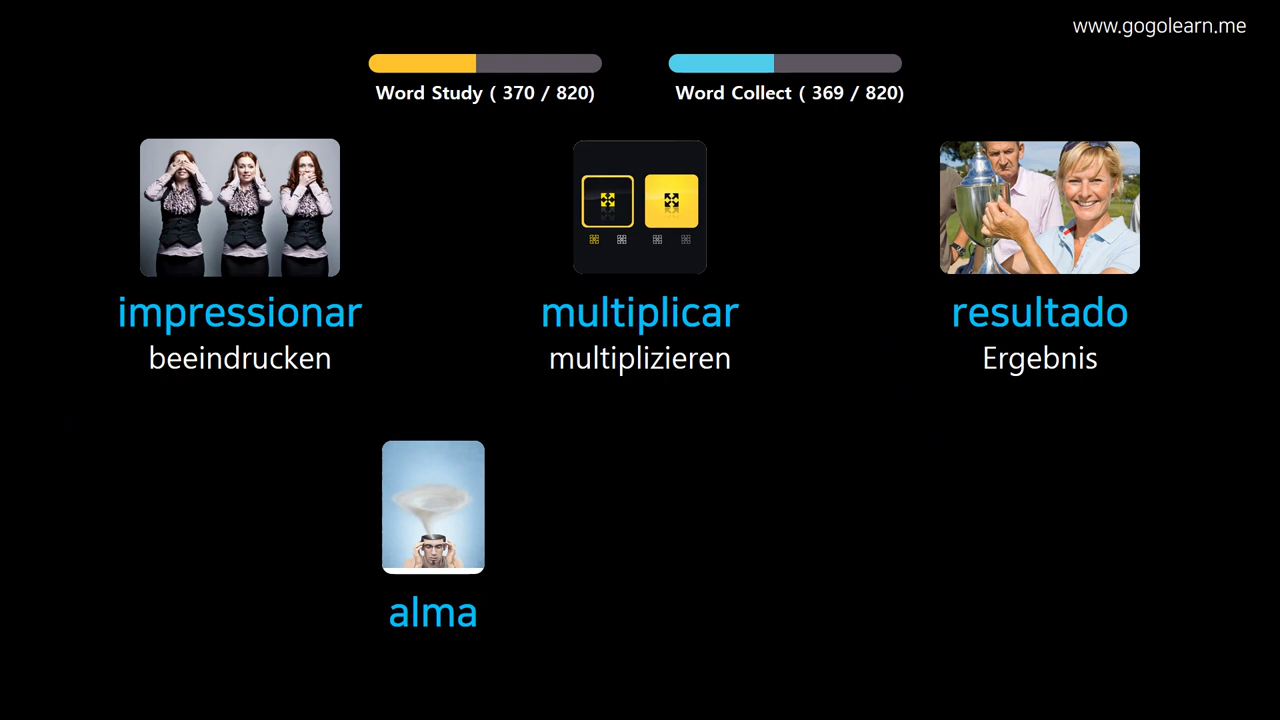 www.gogolearn.me
Word Study ( 370 / 820)
Word Collect ( 369 / 820)
impressionar
multiplicar
resultado
beeindrucken
multiplizieren
Ergebnis
alma